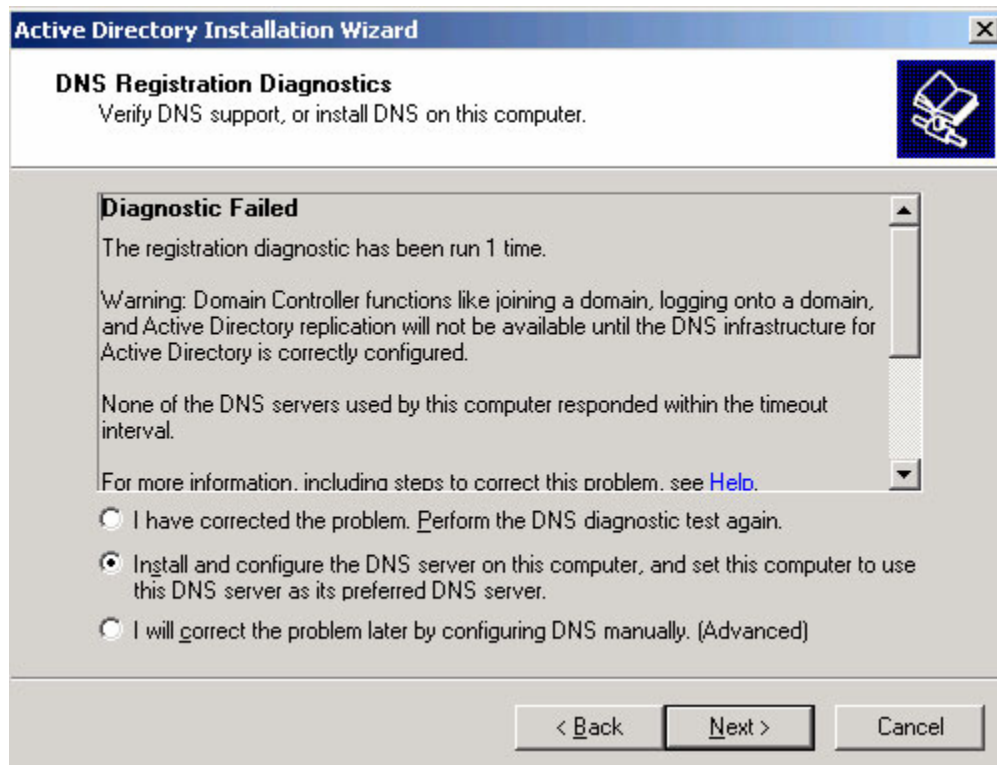 Active Directory Installation Wizard
DNS Registration Diagnostics
Verify DNS support, or install DNS on this computer.
Diagnostic Failed
The registration diagnostic has been run 1 time.
Warning: Domain Controller functions like joining a domain, logging onto a domain,
and Active Directory replication will not be available until the DNS infrastructure for
Active Directory is correctly configured.
None of the DNS servers used by this computer responded within the timeout
interval.
For more information, including steps to correct this problem, see Help.
I have corrected the problem. Perform the DNS diagnostic test again.
Install and configure the DNS server on this computer, and set this computer to use
this DNS server as its preferred DNS server.
I will correct the problem later by configuring DNS manually. (Advanced)
< Back
Next >
Cancel